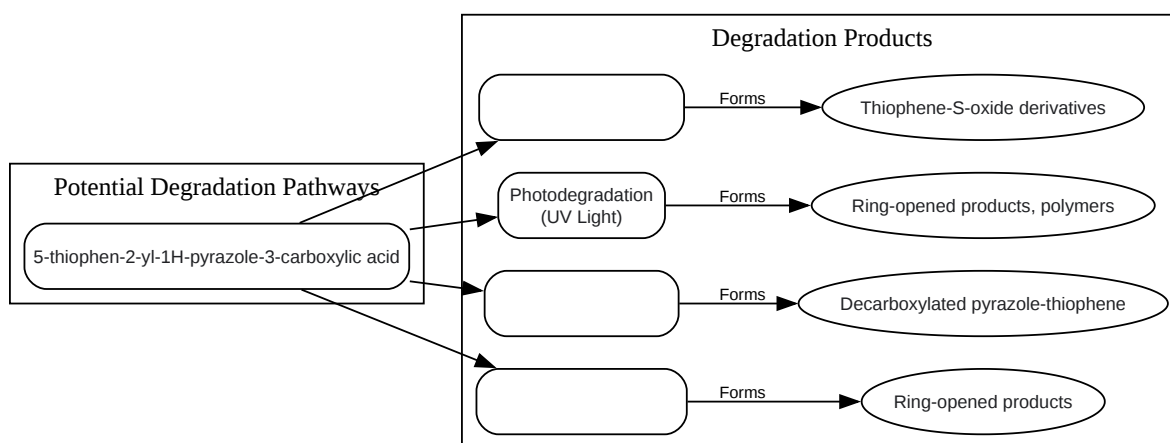 Degradation Products
Forms
Thiophene-S-oxide derivatives
Potential Degradation Pathways
Photodegradation
(UV Light)
Forms
Ring-opened products, polymers
5-thiophen-2-yl-1H-pyrazole-3-carboxylic acid
Forms
Decarboxylated pyrazole-thiophene
Forms
Ring-opened products